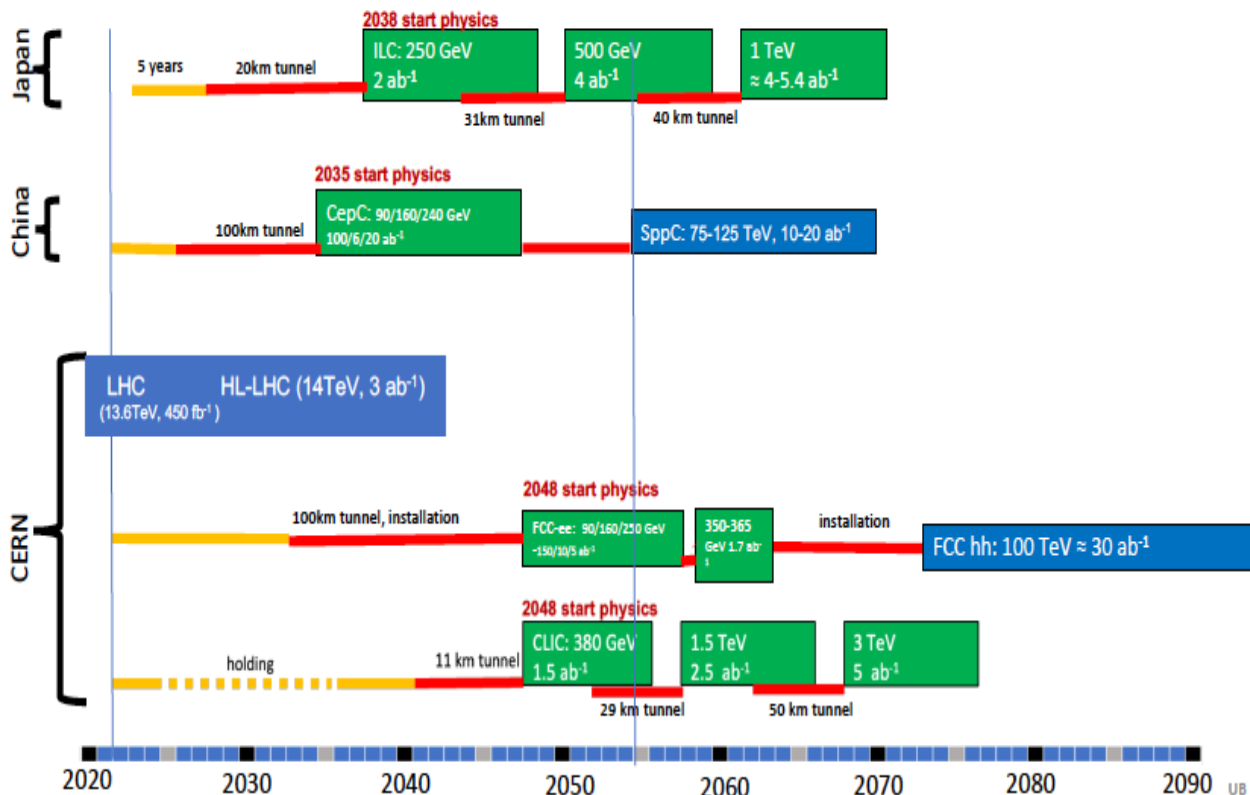 Japan
2038 start physics
5 years
20km tunnel
ILC: 250 GeV
2 ab⁻¹
500 GeV
4 ab⁻¹
1 TeV
≈ 4-5.4 ab⁻¹
31km tunnel
40 km tunnel
China
2035 start physics
100km tunnel
CepC: 90/160/240 GeV
100/6/20 ab⁻¹
SppC: 75-125 TeV, 10-20 ab⁻¹
CERN
LHC HL-LHC (14TeV, 3 ab⁻¹)
(13.6TeV, 450 fb⁻¹ )
2048 start physics
100km tunnel, installation
FCC-ee: 90/160/250 GeV
~150/10/5 ab⁻¹
350-365
GeV 1.7 ab⁻
¹
installation
FCC hh: 100 TeV ≈ 30 ab⁻¹
2048 start physics
holding
11 km tunnel
CLIC: 380 GeV
1.5 ab⁻¹
1.5 TeV
2.5 ab⁻¹
3 TeV
5 ab⁻¹
29 km tunnel
50 km tunnel
2020 2030 2040 2050 2060 2070 2080 2090 UB